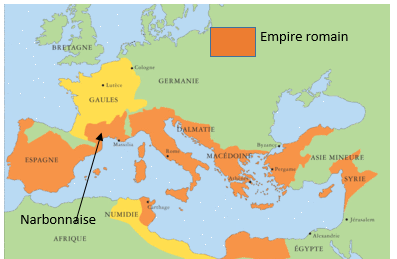 Empire romain
BRETAGNE
Cologne
GERMANIE
Lutèce
GAULES
DALMATIE
Massilia
Rome
Byzance
MACÉDOINE
ASIE MINEURE
ESPAGNE
Pergame
Athènes
SYRIE
Narbonnaise
NUMIDIE
Carthage
Jérusalem
AFRIQUE
Alexandrie
ÉGYPTE